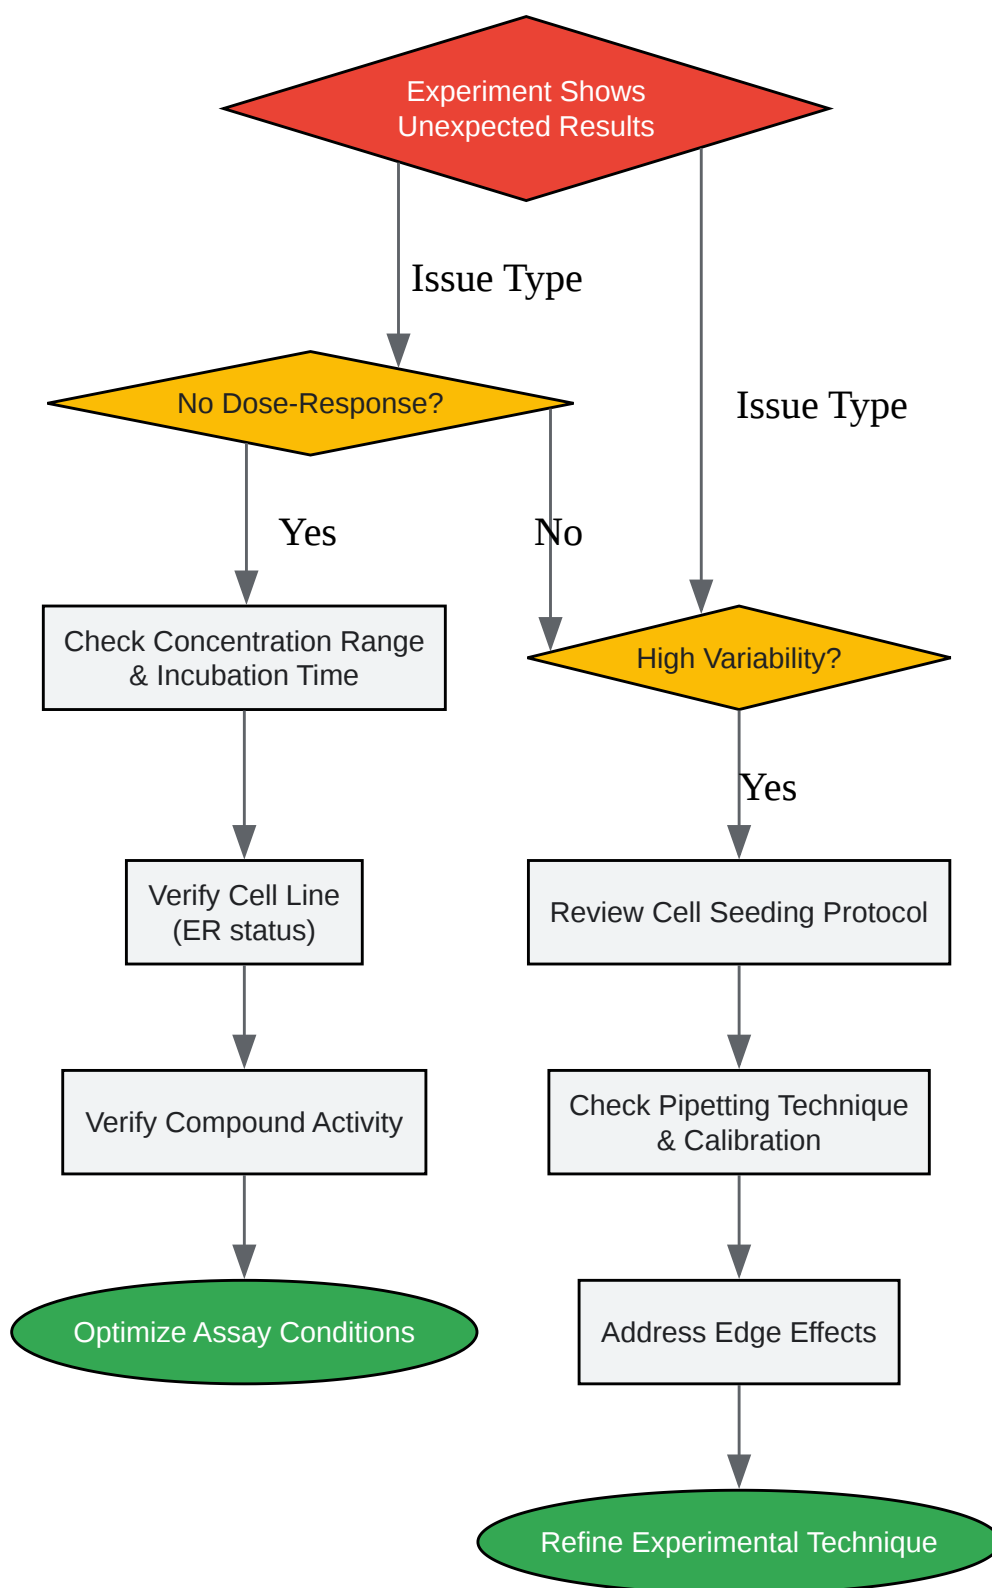 Experiment Shows
Unexpected Results
Issue Type
No Dose-Response?
Issue Type
Yes
No
Check Concentration Range
& Incubation Time
High Variability?
Yes
Verify Cell Line
(ER status)
Review Cell Seeding Protocol
Verify Compound Activity
Check Pipetting Technique
& Calibration
Optimize Assay Conditions
Address Edge Effects
Refine Experimental Technique